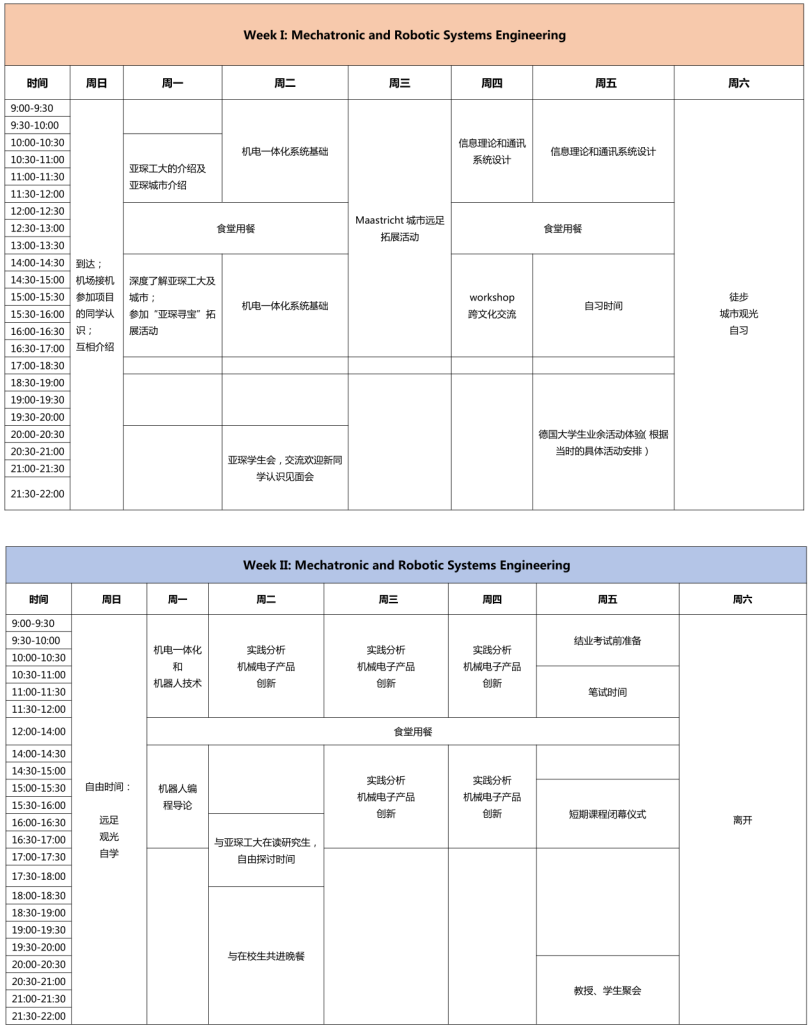 Week I: Mechatronic and Robotic Systems Engineering
时间 周日 周一 周二 周三 周四 周五 周六
9:00-9:30
9:30-10:00
10:00-10:30
10:30-11:00
11:00-11:30
11:30-12:00
12:00-12:30
12:30-13:00
13:00-13:30
14:00-14:30
14:30-15:00
15:00-15:30
15:30-16:00
16:00-16:30
16:30-17:00
17:00-18:30
18:30-19:00
19:00-19:30
19:30-20:00
20:00-20:30
20:30-21:00
21:00-21:30
21:30-22:00
到达；
机场接机
参加项目
的同学认
识；
互相介绍
亚琛工大的介绍及
亚琛城市介绍
食堂用餐
深度了解亚琛工大及
城市；
参加“亚琛寻宝”拓
展活动
机电一体化系统基础
机电一体化系统基础
亚琛学生会，交流欢迎新同
学认识见面会
Maastricht 城市远足
拓展活动
信息理论和通讯
系统设计
信息理论和通讯系统设计
食堂用餐
workshop
跨文化交流
自习时间
德国大学生业余活动体验（根据
当时的具体活动安排）
徒步
城市观光
自习
Week II: Mechatronic and Robotic Systems Engineering
时间 周日 周一 周二 周三 周四 周五 周六
9:00-9:30
9:30-10:00
10:00-10:30
10:30-11:00
11:00-11:30
11:30-12:00
12:00-14:00
14:00-14:30
14:30-15:00
15:00-15:30
15:30-16:00
16:00-16:30
16:30-17:00
17:00-17:30
17:30-18:00
18:00-18:30
18:30-19:00
19:00-19:30
19:30-20:00
20:00-20:30
20:30-21:00
21:00-21:30
21:30-22:00
自由时间：
远足
观光
自学
机电一体化
和
机器人技术
实践分析
机械电子产品
创新
实践分析
机械电子产品
创新
实践分析
机械电子产品
创新
结业考试前准备
笔试时间
食堂用餐
机器人编
程导论
与亚琛工大在读研究生，
自由探讨时间
与在校生共进晚餐
实践分析
机械电子产品
创新
实践分析
机械电子产品
创新
短期课程闭幕仪式
教授、学生聚会
离开